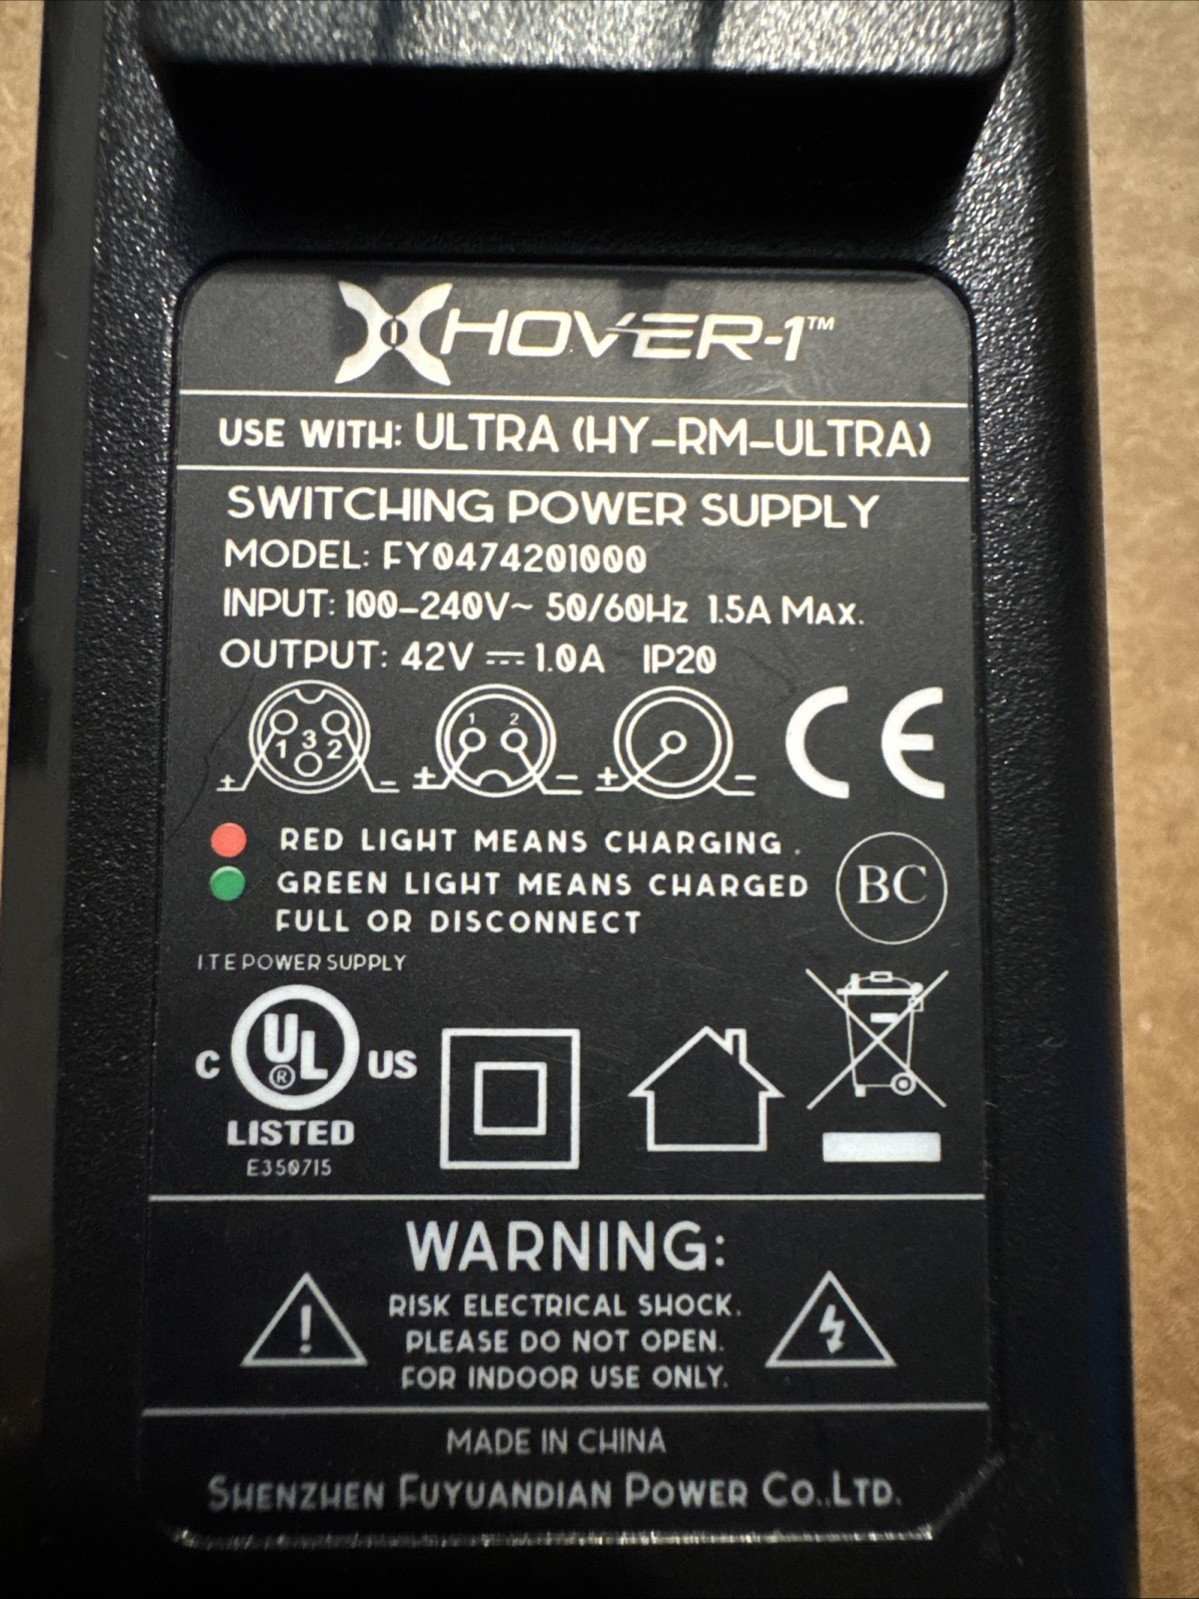 HOVER-1™
USE WITH: ULTRA (HY-RM-ULTRA)
SWITCHING POWER SUPPLY
MODEL: FY0474201000
INPUT: 100-240V~ 50/60Hz 1.5A MAX.
OUTPUT: 42V ⎓ 1.0A IP20
1 3 2 + -
1 2 + -
+ -
CE
RED LIGHT MEANS CHARGING .
GREEN LIGHT MEANS CHARGED
FULL OR DISCONNECT
BC
I.T.E POWER SUPPLY
C UL® US
LISTED
E350715
WARNING:
RISK ELECTRICAL SHOCK.
PLEASE DO NOT OPEN.
FOR INDOOR USE ONLY.
MADE IN CHINA
SHENZHEN FUYUANDIAN POWER CO.,LTD.